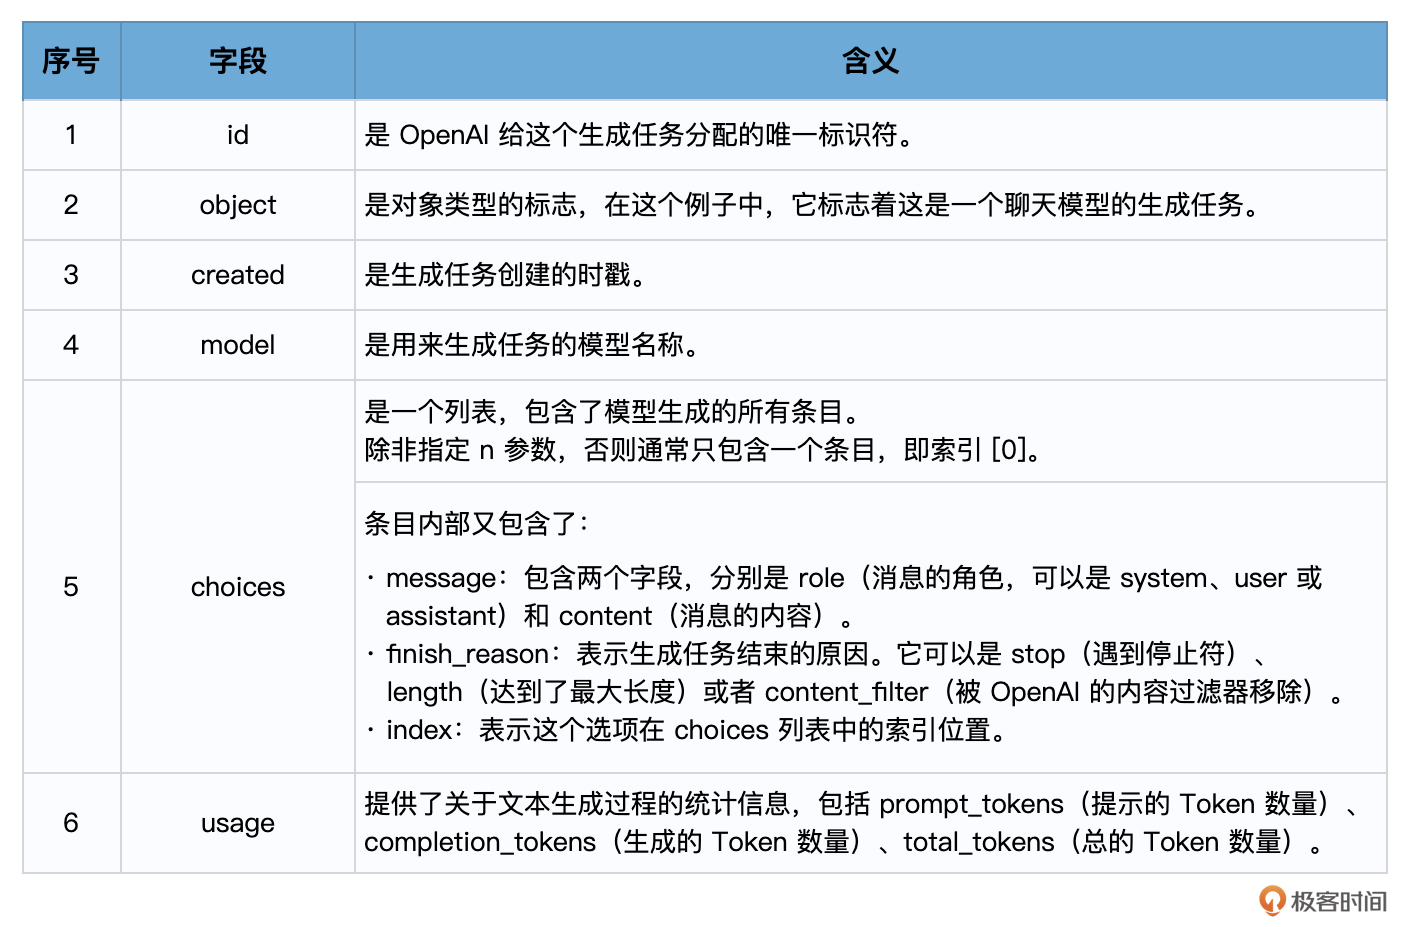 序号 字段 含义
1 id 是 OpenAI 给这个生成任务分配的唯一标识符。
2 object 是对象类型的标志，在这个例子中，它标志着这是一个聊天模型的生成任务。
3 created 是生成任务创建的时戳。
4 model 是用来生成任务的模型名称。
是一个列表，包含了模型生成的所有条目。
除非指定 n 参数，否则通常只包含一个条目，即索引 [0]。
条目内部又包含了：
5 choices
· message：包含两个字段，分别是 role（消息的角色，可以是 system、user 或
assistant）和 content（消息的内容）。
· finish_reason：表示生成任务结束的原因。它可以是 stop（遇到停止符）、
length（达到了最大长度）或者 content_filter（被 OpenAI 的内容过滤器移除）。
· index：表示这个选项在 choices 列表中的索引位置。
6 usage 提供了关于文本生成过程的统计信息，包括 prompt_tokens（提示的 Token 数量）、
completion_tokens（生成的 Token 数量）、total_tokens（总的 Token 数量）。
极客时间